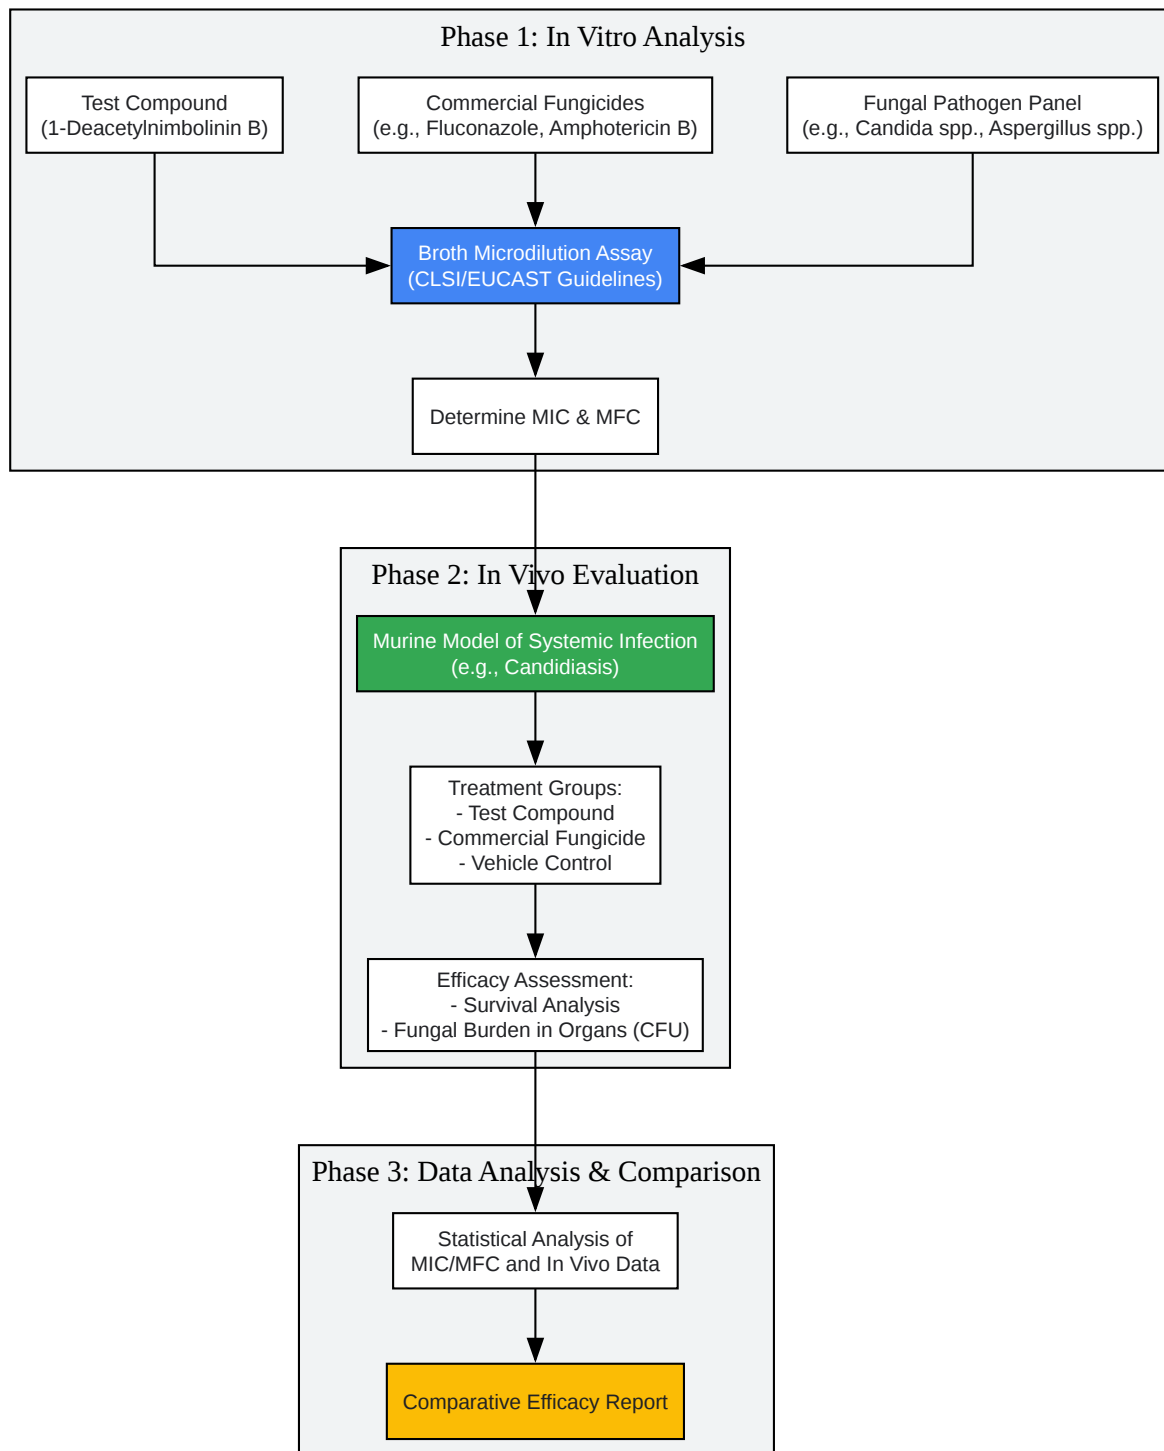 Phase 1: In Vitro Analysis
Test Compound
(1-Deacetylnimbolinin B)
Commercial Fungicides
(e.g., Fluconazole, Amphotericin B)
Fungal Pathogen Panel
(e.g., Candida spp., Aspergillus spp.)
Broth Microdilution Assay
(CLSI/EUCAST Guidelines)
Determine MIC & MFC
Phase 2: In Vivo Evaluation
Murine Model of Systemic Infection
(e.g., Candidiasis)
Treatment Groups:
- Test Compound
- Commercial Fungicide
- Vehicle Control
Efficacy Assessment:
- Survival Analysis
- Fungal Burden in Organs (CFU)
Phase 3: Data Analysis & Comparison
Statistical Analysis of
MIC/MFC and In Vivo Data
Comparative Efficacy Report